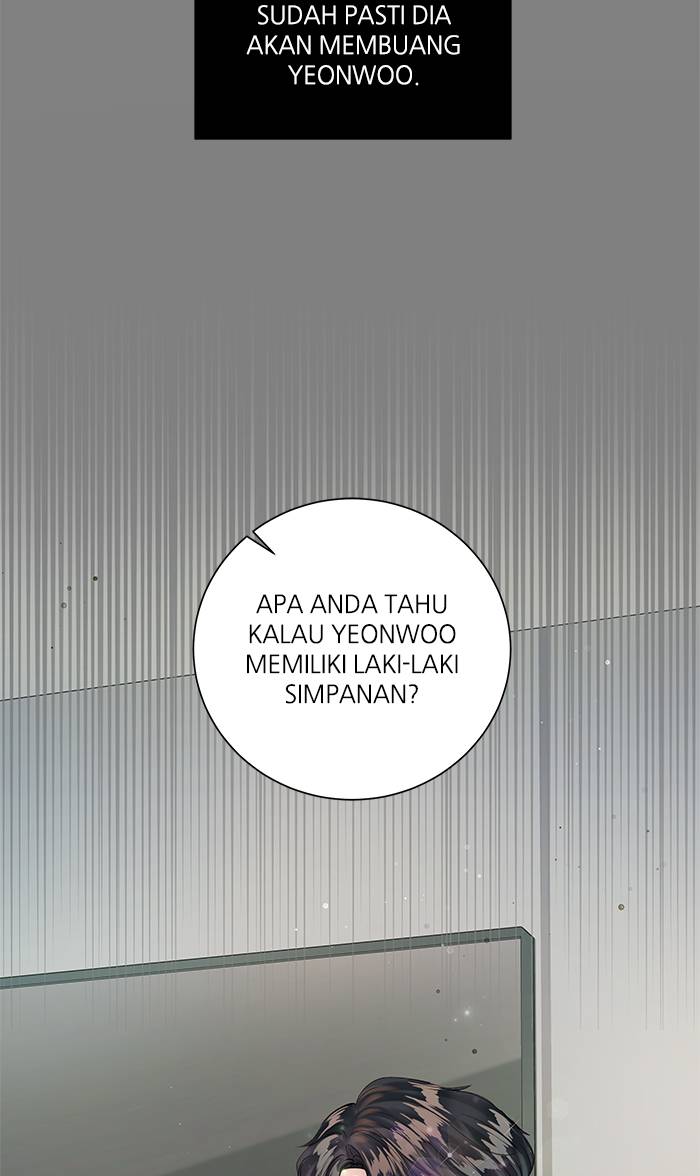 SUDAH PASTI DIA
AKAN MEMBUANG
YEONWOO.
APA ANDA TAHU
KALAU YEONWOO
MEMILIKI LAKI-LAKI
SIMPANAN?